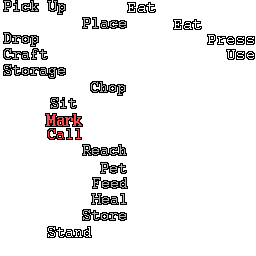 Pick Up Eat
Place Eat
Drop Press
Craft Use
Storage
Chop
Sit
Mark
Call
Reach
Pet
Feed
Heal
Store
Stand